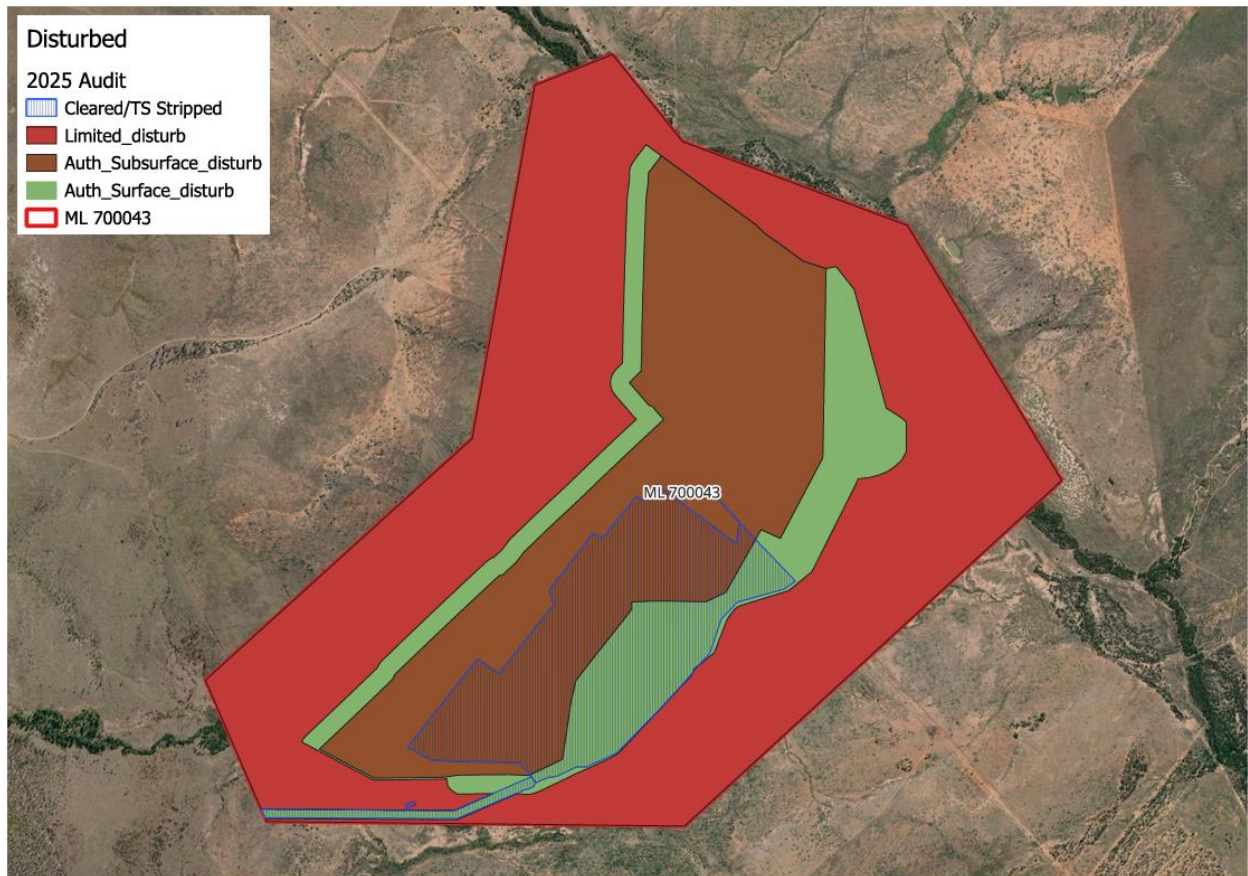 Disturbed
2025 Audit
Cleared/TS Stripped
Limited_disturb
Auth_Subsurface_disturb
Auth_Surface_disturb
ML 700043
ML 700043